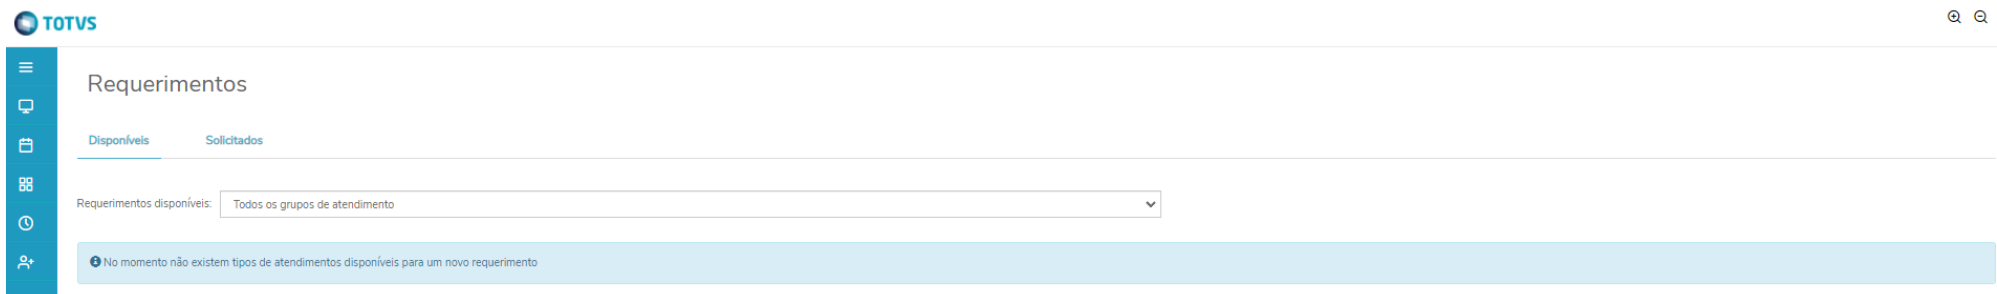 TOTVS
Requerimentos
Disponíveis
Solicitados
Requerimentos disponíveis:
Todos os grupos de atendimento
No momento não existem tipos de atendimentos disponíveis para um novo requerimento